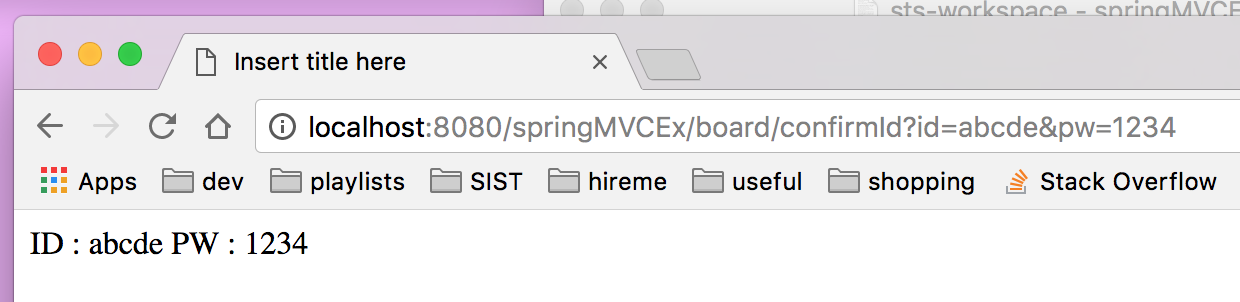 sts-workspace - springMVCE
Insert title here
localhost:8080/springMVCEx/board/confirmId?id=abcde&pw=1234
Apps dev playlists SIST hireme useful shopping Stack Overflow
ID : abcde PW : 1234